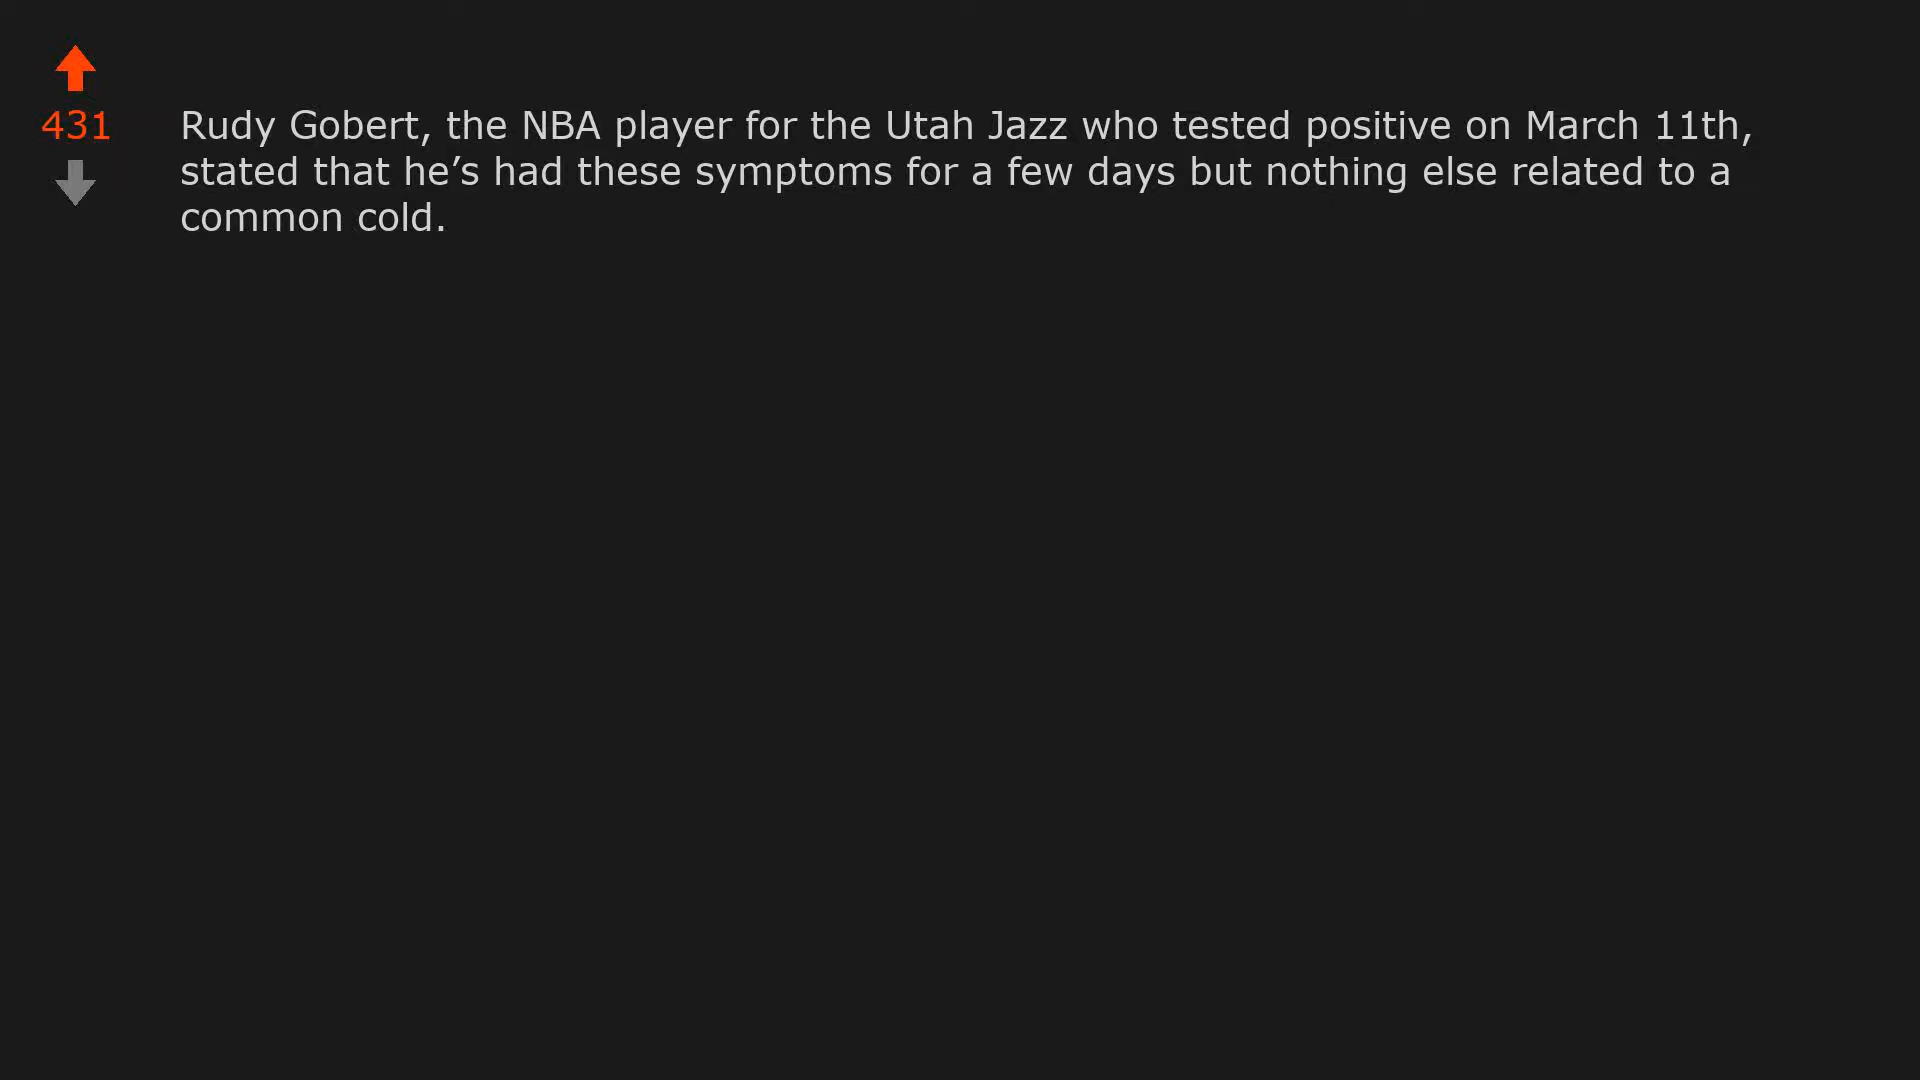 431
Rudy Gobert, the NBA player for the Utah Jazz who tested positive on March 11th,
stated that he’s had these symptoms for a few days but nothing else related to a
common cold.